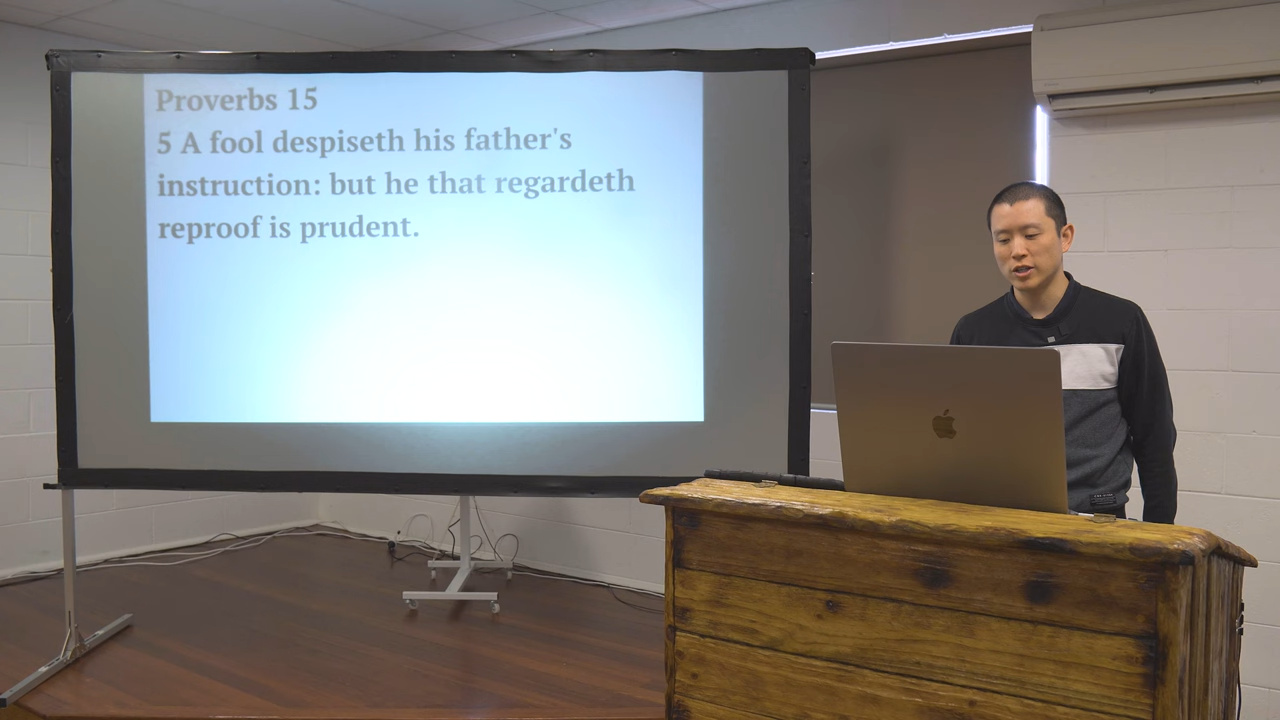 Proverbs 15
5 A fool despiseth his father's
instruction: but he that regardeth
reproof is prudent.